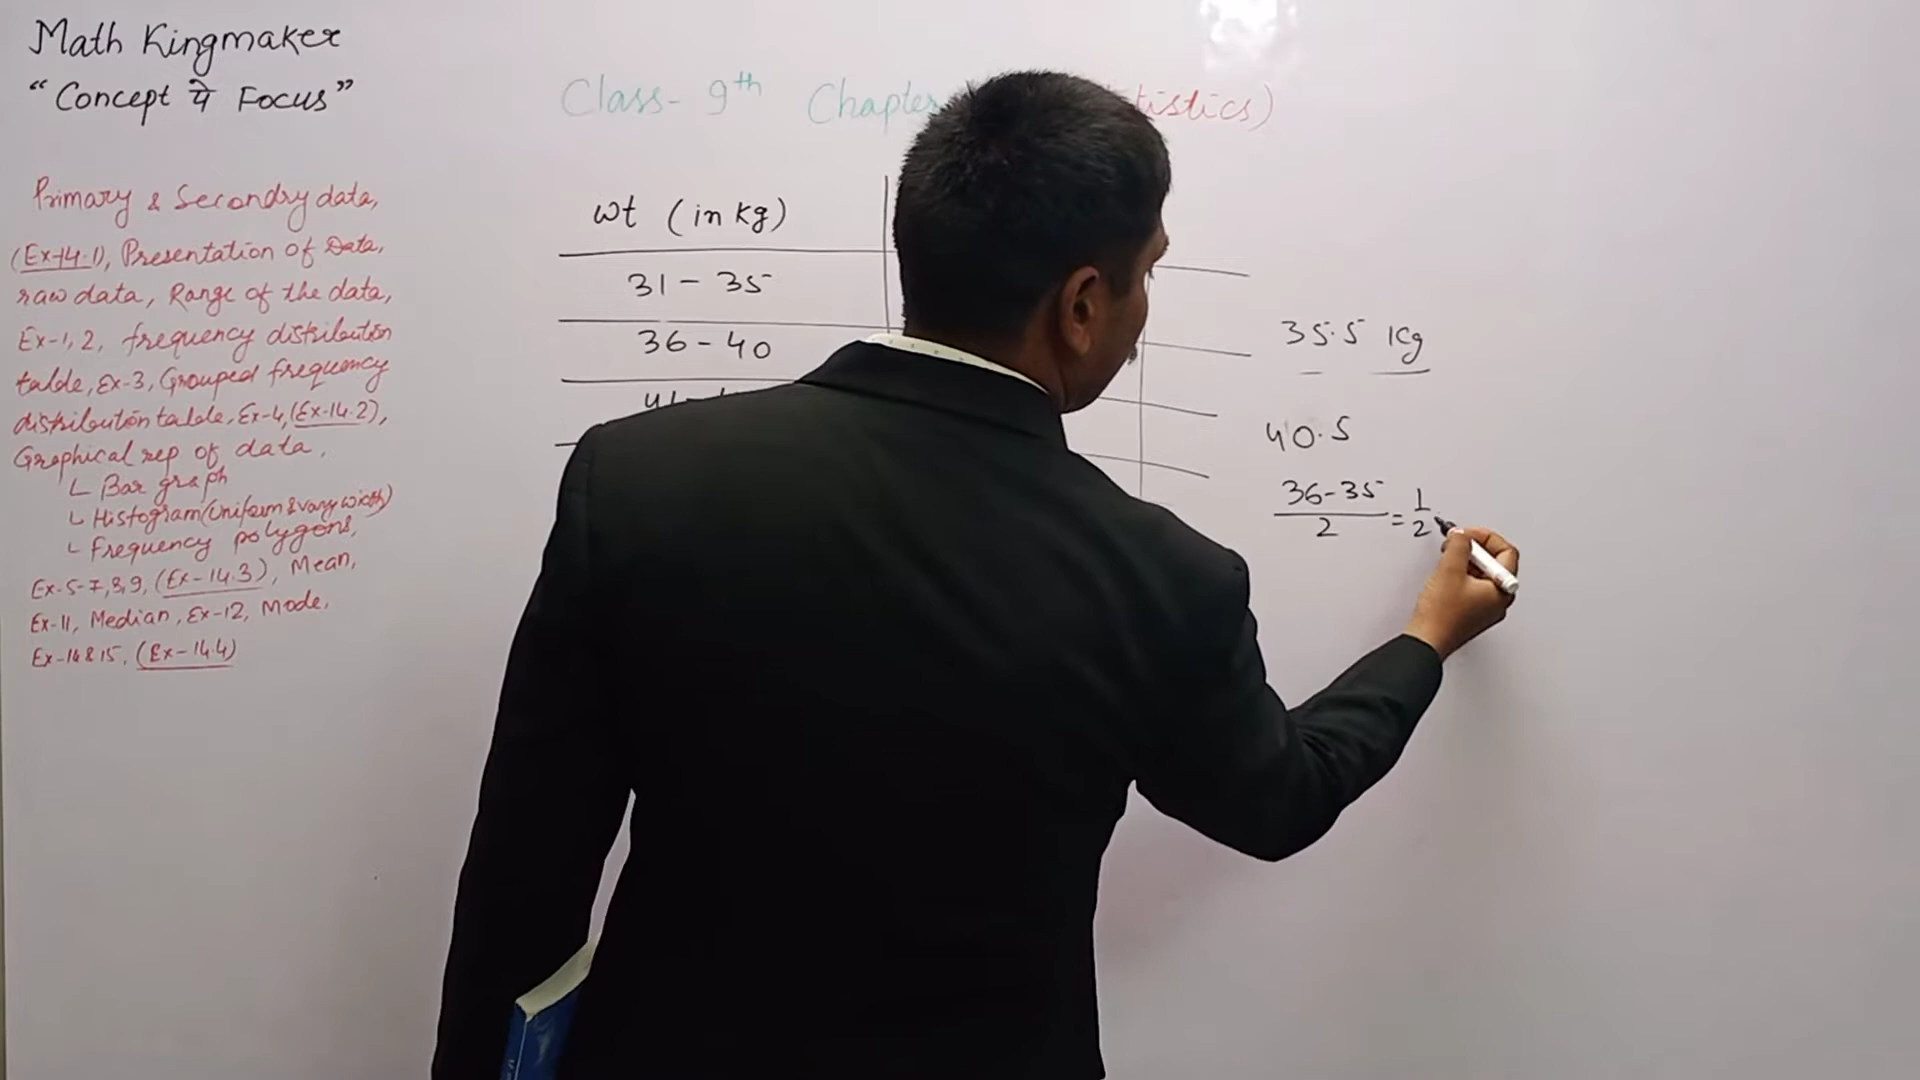 Math Kingmaker
"Concept पे Focus"
Class- 9th Chapter tistics)
Primary & Secondry data,
(Ex-14.1), Presentation of Data,
raw data, Range of the data,
Ex-1, 2, frequency distribution
table, Ex-3, Grouped frequency
distribution table, Ex-4, (Ex-14.2),
Graphical rep of data,
└ Bar graph
└ Histogram (Uniform & vary width)
└ Frequency polygons,
Ex-5-7, 8, 9, (Ex-14.3), Mean,
Ex-11, Median, Ex-12, Mode,
Ex-14 & 15, (Ex-14.4)
wt (in kg)
31 - 35
36 - 40
41 -
35.5 Kg
40.5
36-35
2
= 1
2